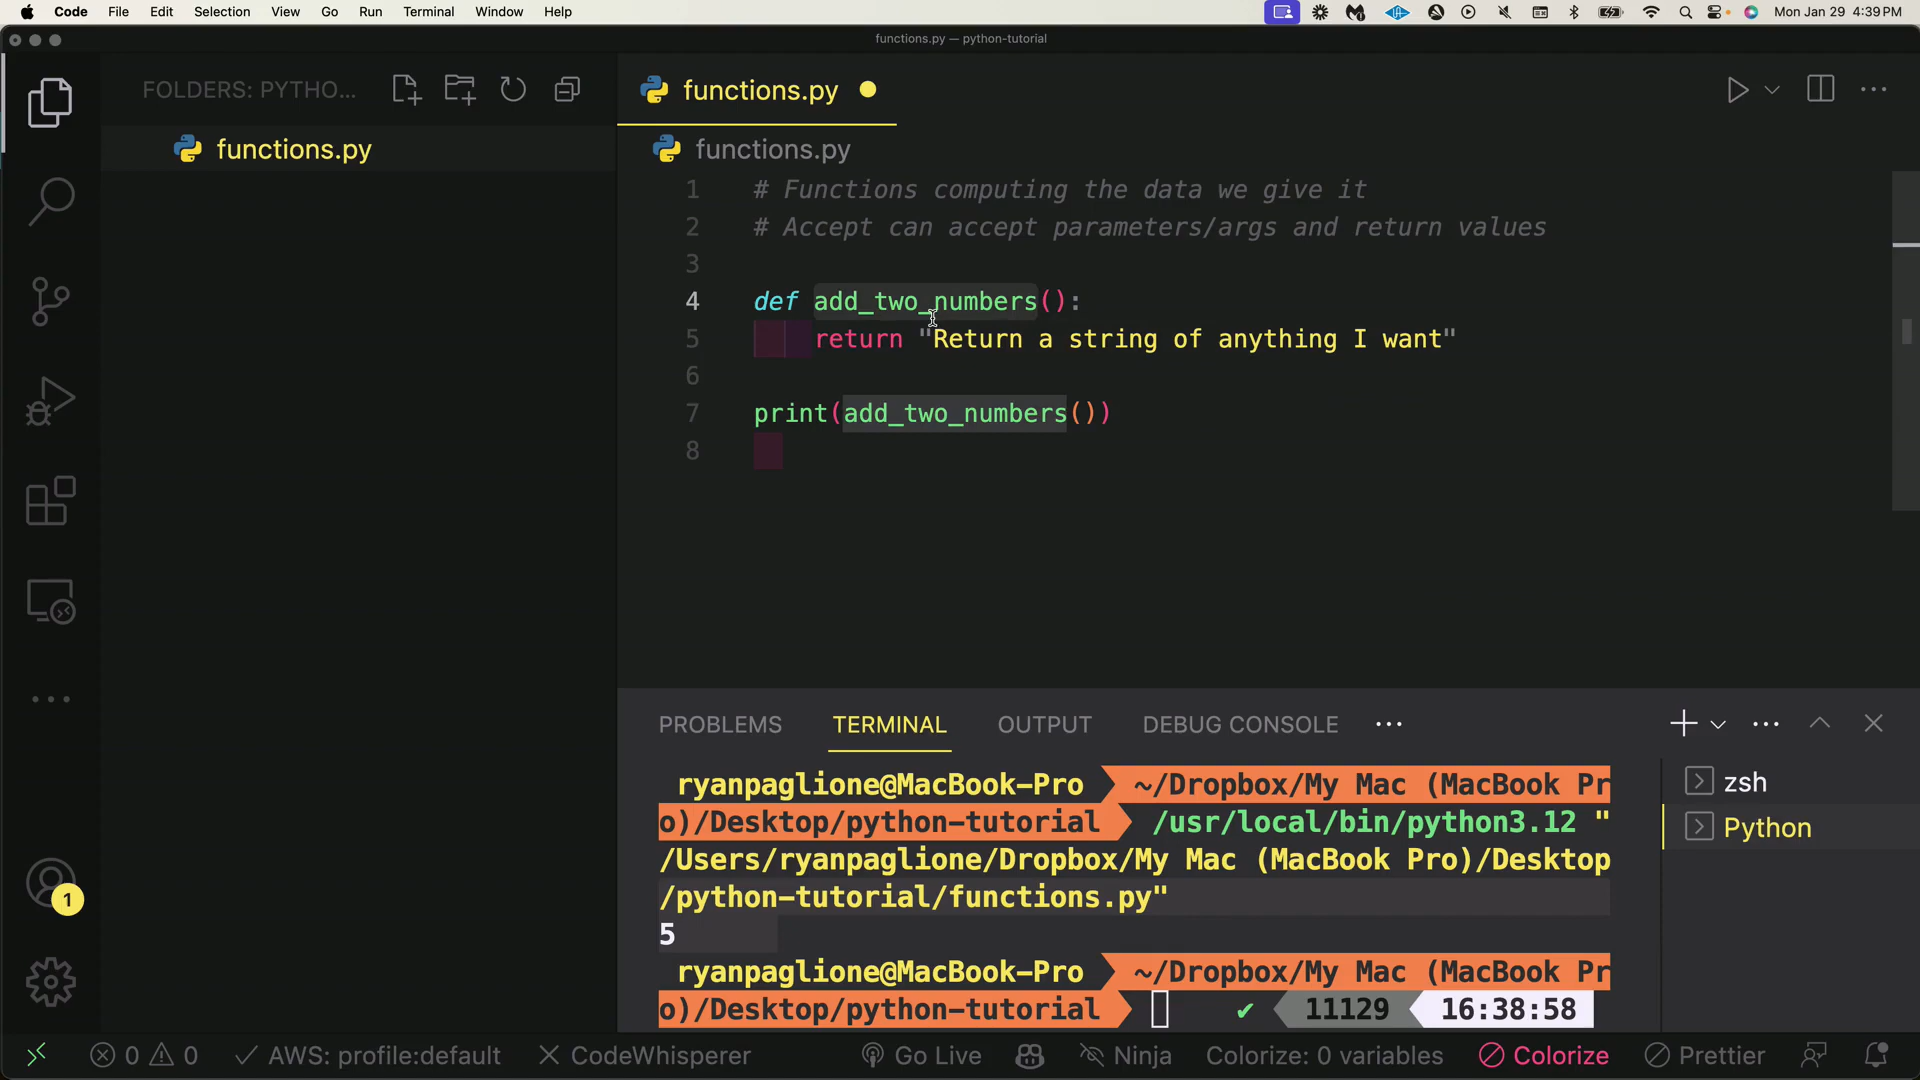 Code File Edit Selection View Go Run Terminal Window Help Mon Jan 29 4:39 PM
functions.py — python-tutorial
FOLDERS: PYTHO...
functions.py
functions.py
functions.py
1 # Functions computing the data we give it
2 # Accept can accept parameters/args and return values
3
4 def add_two_numbers():
5 return "Return a string of anything I want"
6
7 print(add_two_numbers())
8
PROBLEMS TERMINAL OUTPUT DEBUG CONSOLE ...
ryanpaglione@MacBook-Pro ~/Dropbox/My Mac (MacBook Pr
o)/Desktop/python-tutorial /usr/local/bin/python3.12 "
/Users/ryanpaglione/Dropbox/My Mac (MacBook Pro)/Desktop
/python-tutorial/functions.py"
5
ryanpaglione@MacBook-Pro ~/Dropbox/My Mac (MacBook Pr
o)/Desktop/python-tutorial ✔ 11129 16:38:58
zsh
Python
1
0 0 AWS: profile:default CodeWhisperer Go Live Ninja Colorize: 0 variables Colorize Prettier